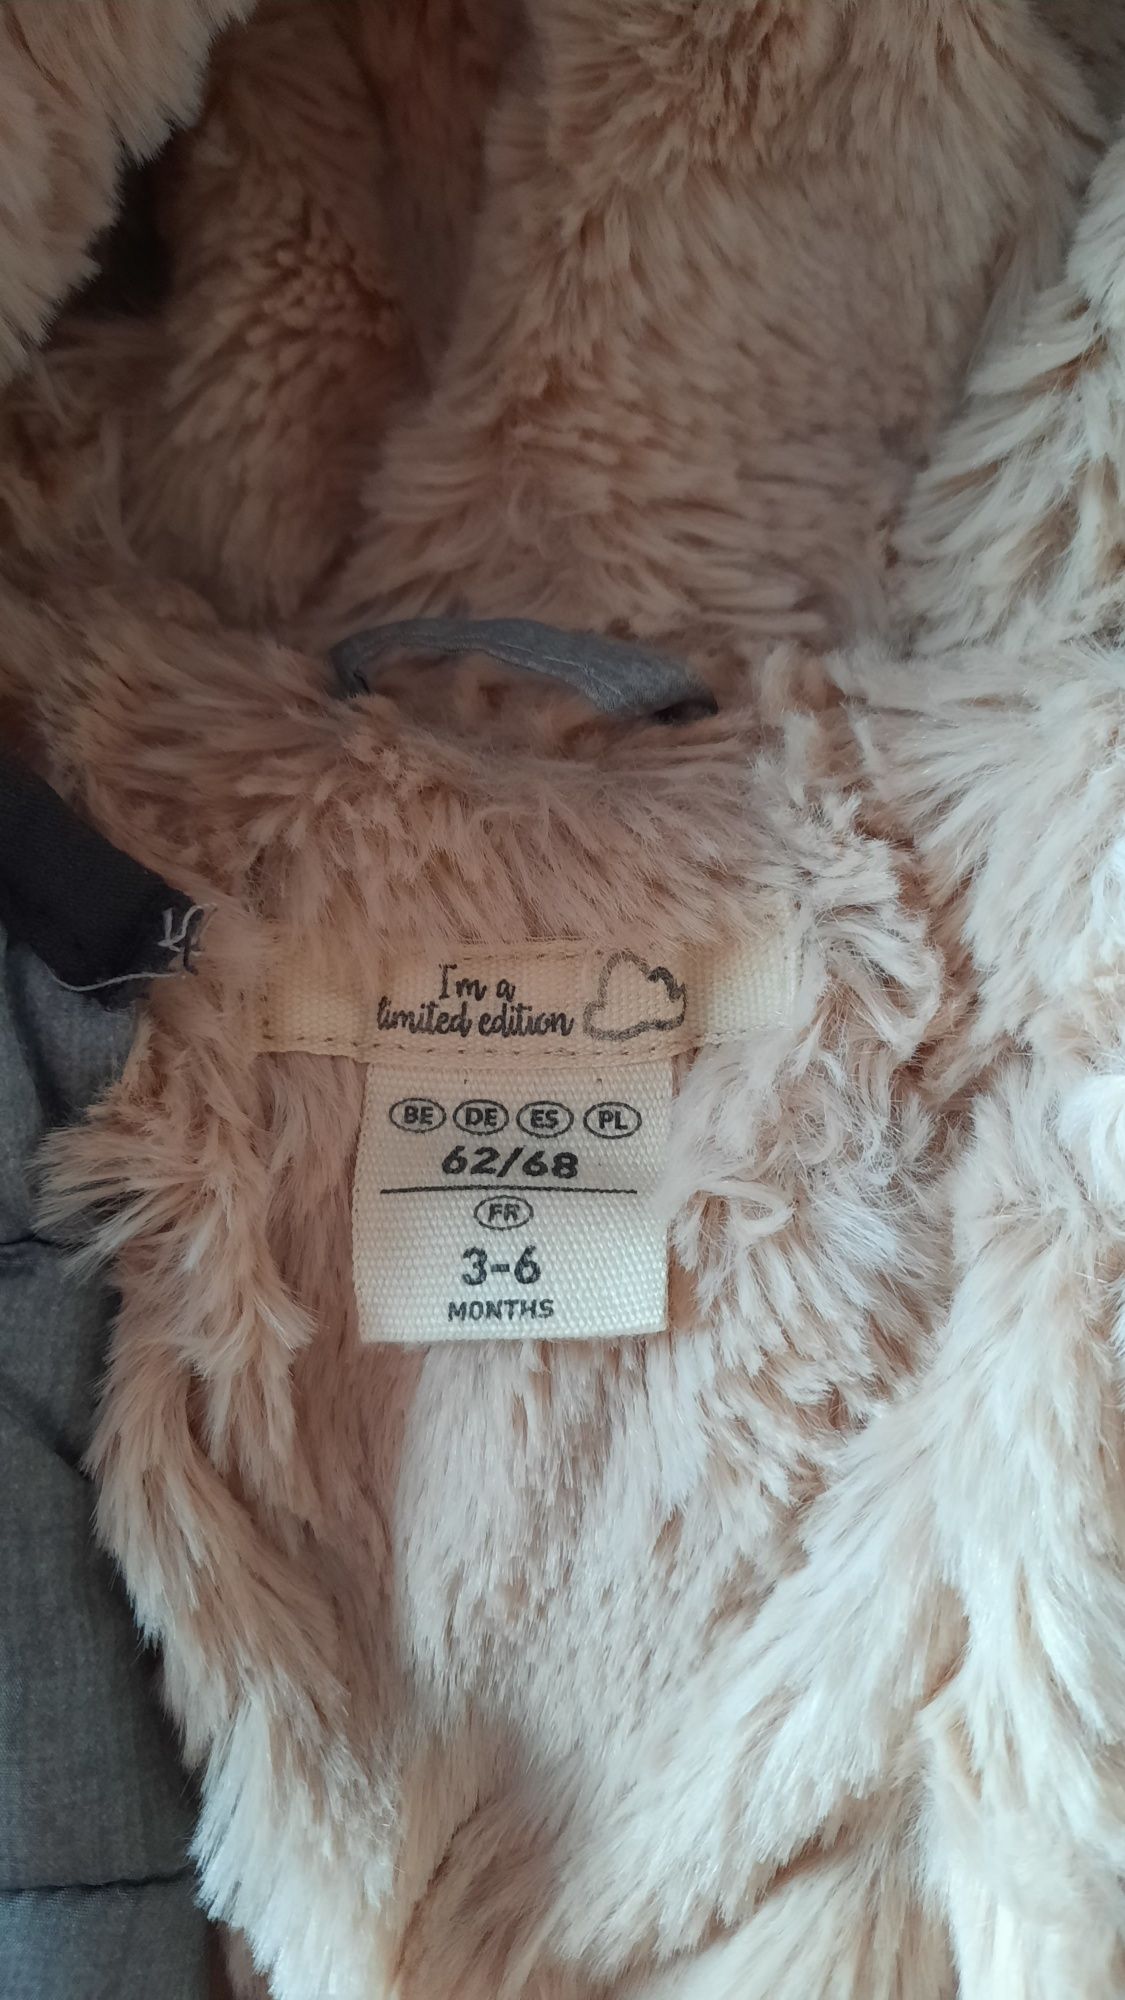 I'm a
limited edition
BE DE ES PL
62/68
FR
3-6
MONTHS